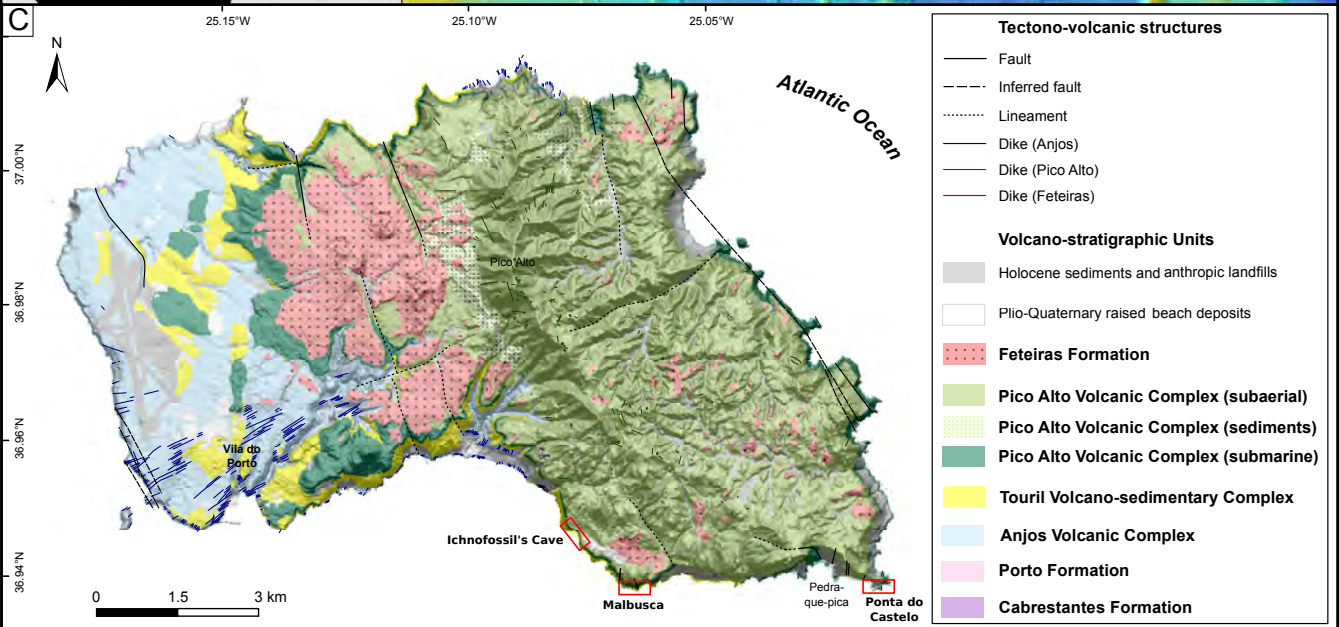 C
25.15°W
25.10°W
25.05°W
N
Atlantic Ocean
37.00°N
36.98°N
36.96°N
36.94°N
Pico Alto
Vila do
Porto
Ichnofossil's Cave
Malbusca
Pedra-
que-pica
Ponta do
Castelo
0 1.5 3 km
Tectono-volcanic structures
Fault
Inferred fault
Lineament
Dike (Anjos)
Dike (Pico Alto)
Dike (Feteiras)
Volcano-stratigraphic Units
Holocene sediments and anthropic landfills
Plio-Quaternary raised beach deposits
Feteiras Formation
Pico Alto Volcanic Complex (subaerial)
Pico Alto Volcanic Complex (sediments)
Pico Alto Volcanic Complex (submarine)
Touril Volcano-sedimentary Complex
Anjos Volcanic Complex
Porto Formation
Cabrestantes Formation